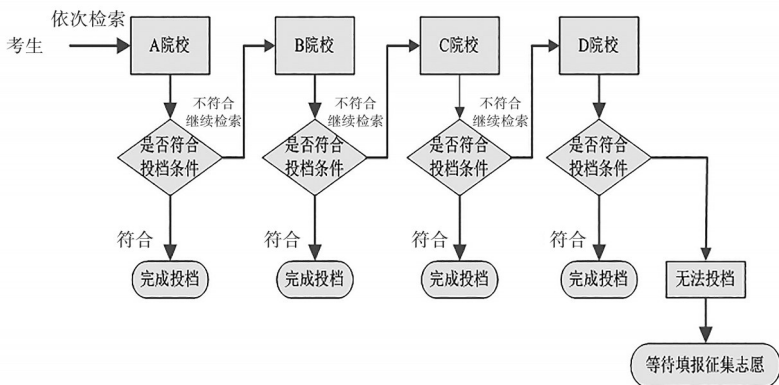 依次检索
考生
A院校
B院校
C院校
D院校
不符合
继续检索
不符合
继续检索
不符合
继续检索
是否符合
投档条件
是否符合
投档条件
是否符合
投档条件
是否符合
投档条件
符合
符合
符合
符合
完成投档
完成投档
完成投档
完成投档
无法投档
等待填报征集志愿